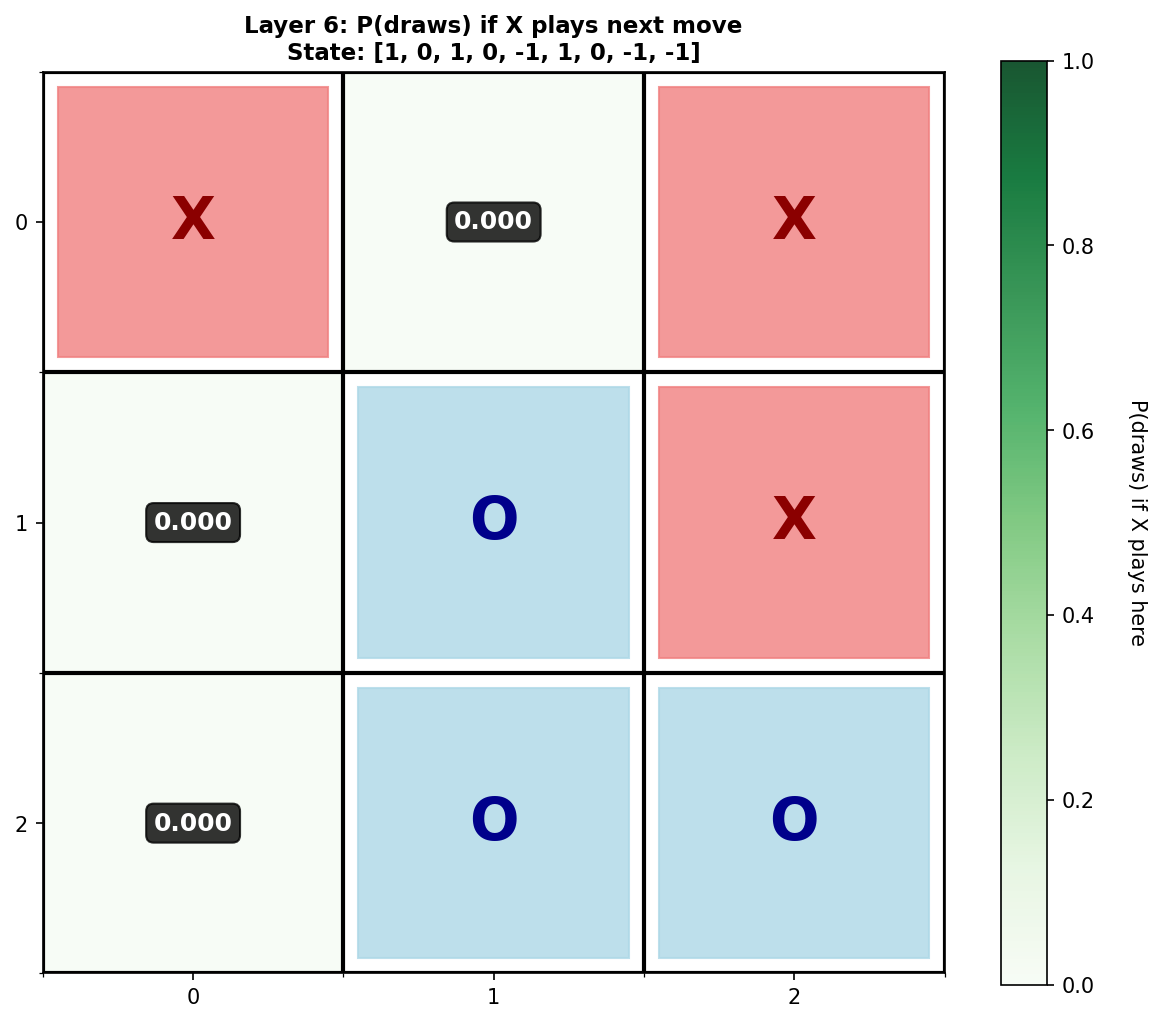 Layer 6: P(draws) if X plays next move
State: [1, 0, 1, 0, -1, 1, 0, -1, -1]
X
0.000
X
0.000
O
X
0.000
O
O
0
1
2
0
1
2
1.0
0.8
0.6
0.4
0.2
0.0
P(draws) if X plays here